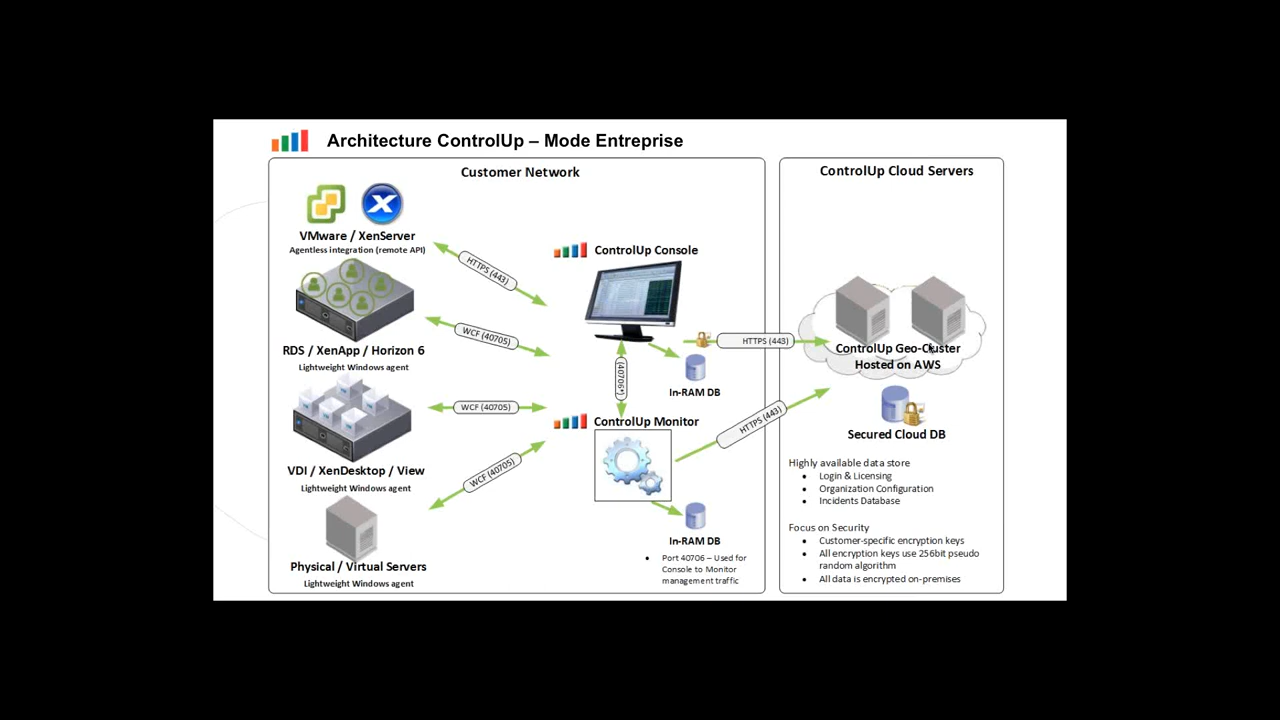 Architecture ControlUp – Mode Entreprise
Customer Network
VMware / XenServer
Agentless integration (remote API)
HTTPS (443)
RDS / XenApp / Horizon 6
Lightweight Windows agent
WCF (40705)
VDI / XenDesktop / View
Lightweight Windows agent
WCF (40705)
Physical / Virtual Servers
Lightweight Windows agent
WCF (40705)
ControlUp Console
In-RAM DB
(40706*)
ControlUp Monitor
In-RAM DB
• Port 40706 – Used for
Console to Monitor
management traffic
HTTPS (443)
HTTPS (443)
ControlUp Cloud Servers
ControlUp Geo-Cluster
Hosted on AWS
Secured Cloud DB
Highly available data store
• Login & Licensing
• Organization Configuration
• Incidents Database
Focus on Security
• Customer-specific encryption keys
• All encryption keys use 256bit pseudo
random algorithm
• All data is encrypted on-premises